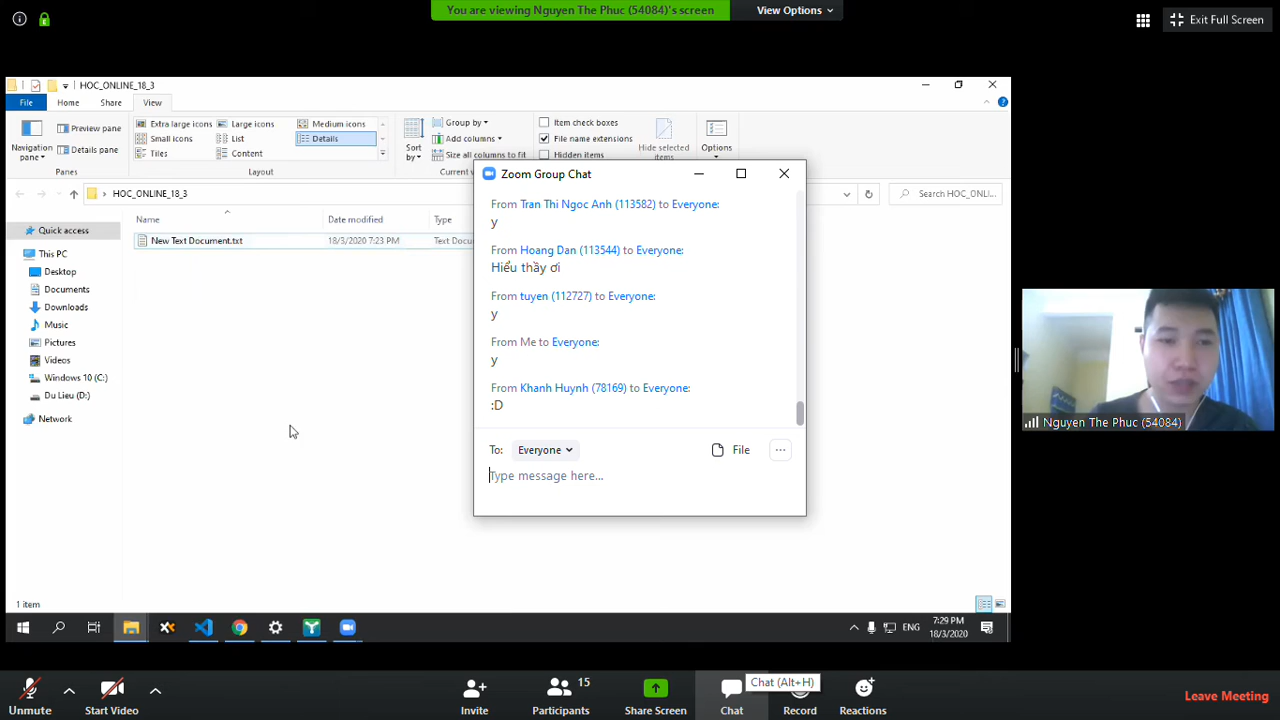 You are viewing Nguyen The Phuc (54084)'s screen
View Options
Exit Full Screen
HOC_ONLINE_18_3
File Home Share View
Navigation pane
Preview pane
Details pane
Panes
Extra large icons Large icons Medium icons
Small icons List Details
Tiles Content
Layout
Sort by
Group by
Add columns
Size all columns to fit
Current v
Item check boxes
File name extensions
Hidden items
Hide selected items
Options
HOC_ONLINE_18_3
Search HOC_ONLI...
Name Date modified Type
New Text Document.txt 18/3/2020 7:23 PM Text Docu
Quick access
This PC
Desktop
Documents
Downloads
Music
Pictures
Videos
Windows 10 (C:)
Du Lieu (D:)
Network
1 item
Zoom Group Chat
From Tran Thi Ngoc Anh (113582) to Everyone:
y
From Hoang Dan (113544) to Everyone:
Hiểu thầy ơi
From tuyen (112727) to Everyone:
y
From Me to Everyone:
y
From Khanh Huynh (78169) to Everyone:
:D
To: Everyone File
Type message here...
Nguyen The Phuc (54084)
ENG
7:29 PM
18/3/2020
Chat (Alt+H)
Unmute
Start Video
Invite
15
Participants
Share Screen
Chat
Record
Reactions
Leave Meeting